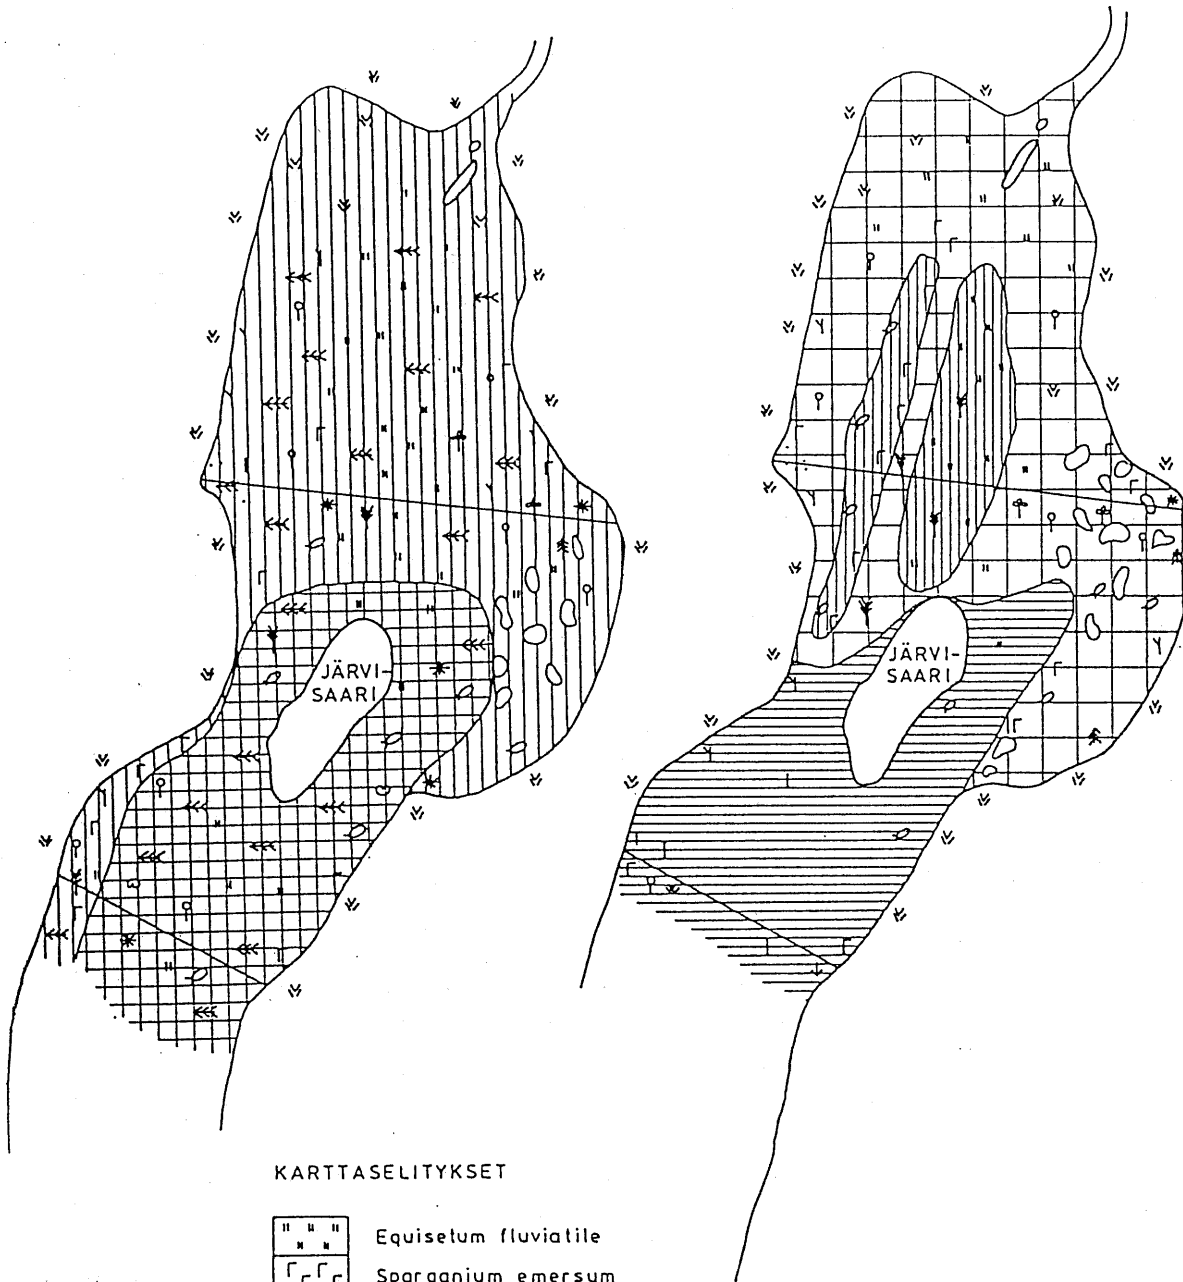 JÄRVI-
SAARI
JÄRVI-
SAARI
KARTTASELITYKSET
Equisetum fluviatile
Sparganium emersum